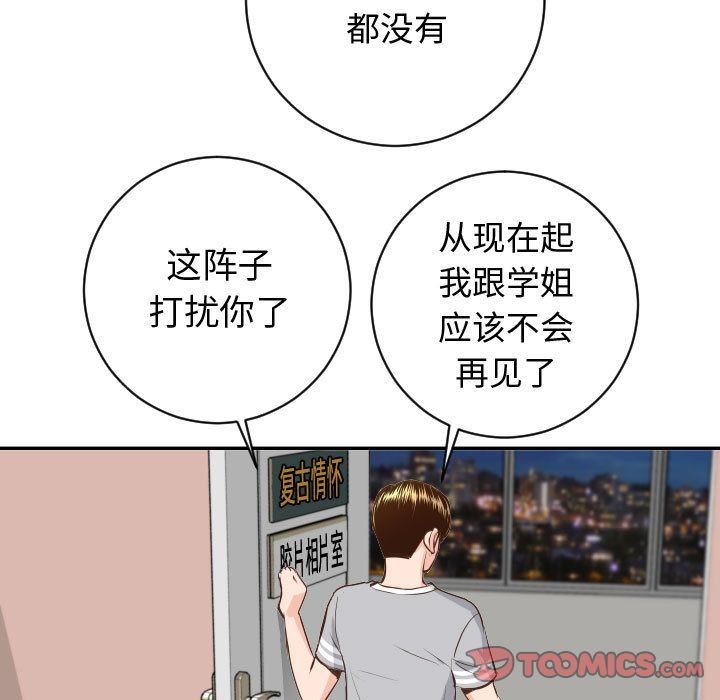 都没有
这阵子
打扰你了
从现在起
我跟学姐
应该不会
再见了
复古情怀
胶片相片室
TOOMICS.COM